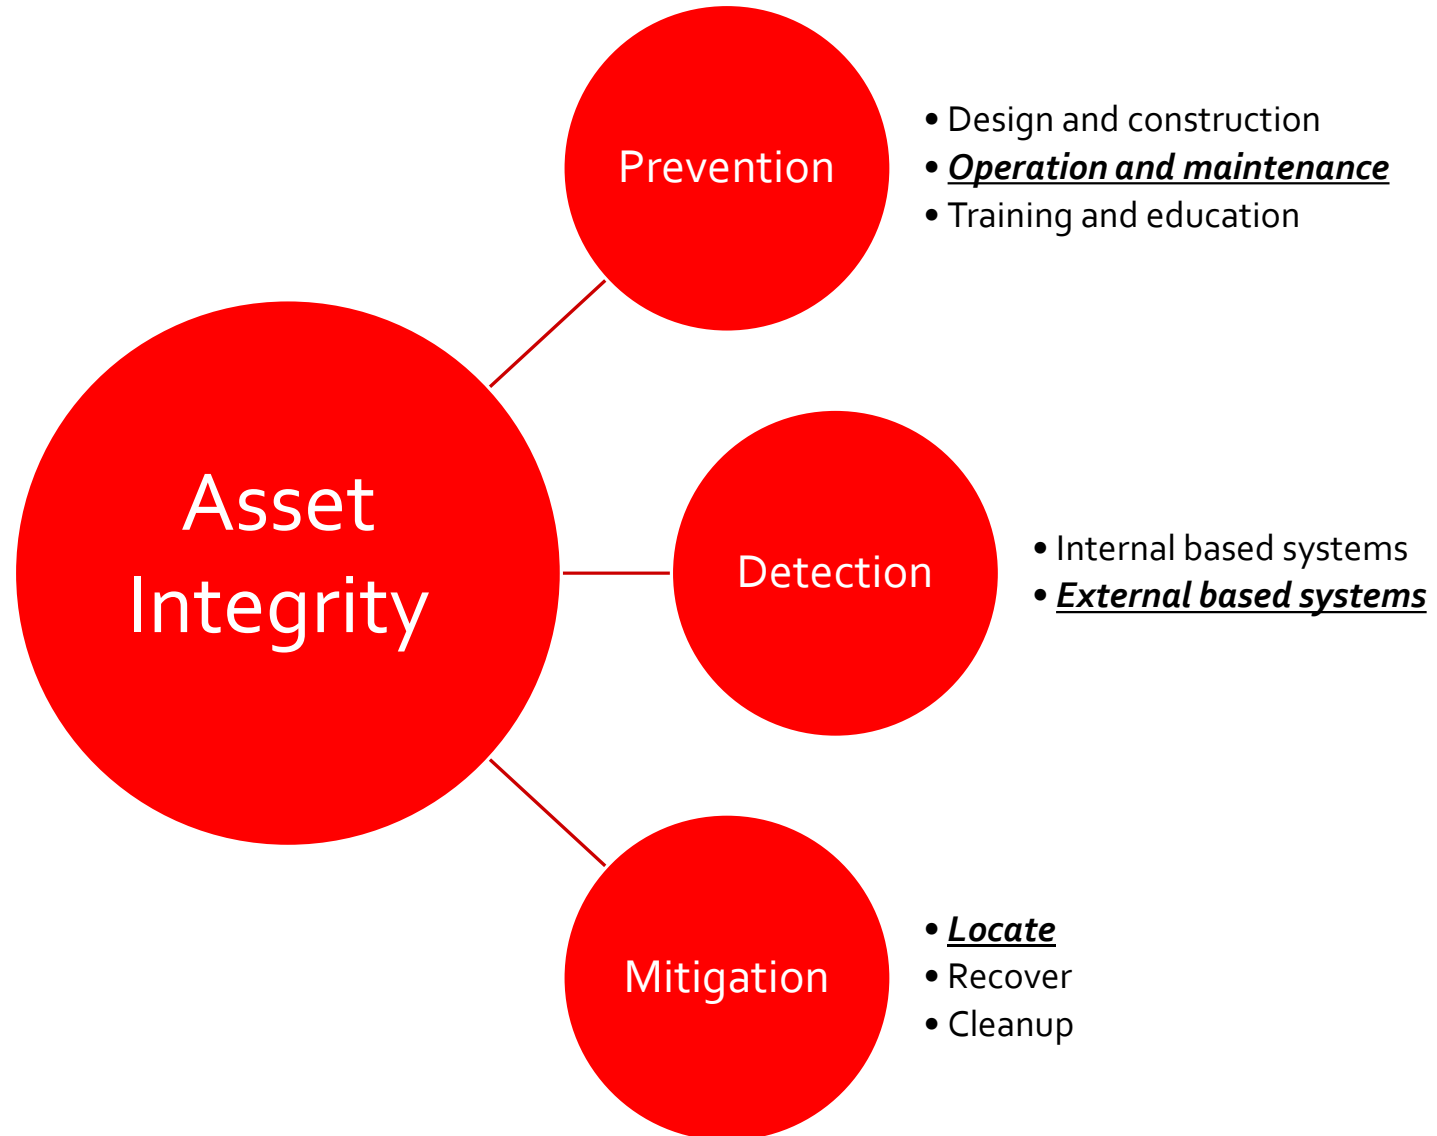 Prevention
• Design and construction
• Operation and maintenance
• Training and education
Asset
Integrity
Detection
• Internal based systems
• External based systems
Mitigation
• Locate
• Recover
• Cleanup